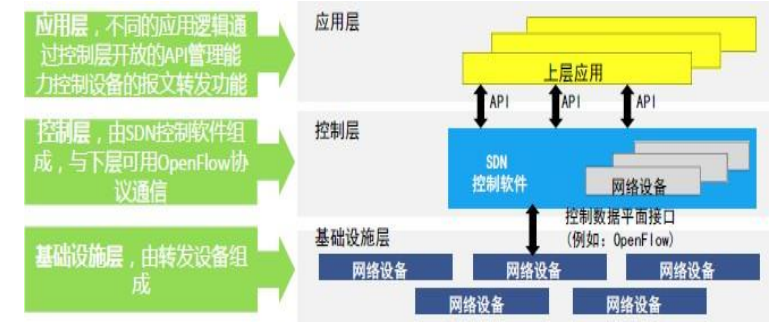 应用层，不同的应用逻辑通
过控制层开放的API管理能
力控制设备的报文转发功能
应用层
上层应用
API
API
API
控制层，由SDN控制软件组
成，与下层可用OpenFlow协
议通信
控制层
SDN
控制软件
网络设备
控制数据平面接口
(例如：OpenFlow)
基础设施层，由转发设备组
成
基础设施层
网络设备
网络设备
网络设备
网络设备
网络设备